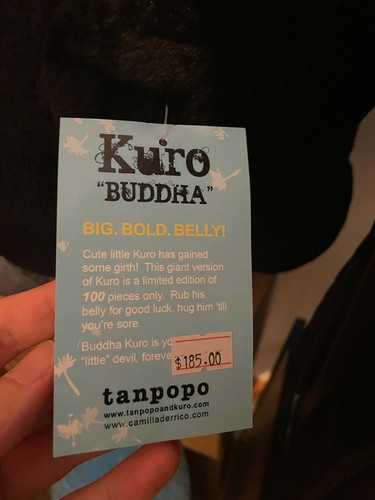 Kuro
"BUDDHA"
BIG. BOLD. BELLY!
Cute little Kuro has gained
some girth! This giant version
of Kuro is a limited edition of
100 pieces only. Rub his
belly for good luck, hug him 'till
you're sore.
Buddha Kuro is
"little" devil,
$185.00
tanpopo
www.tanpopoandkuro.com
www.camilladerrico.com